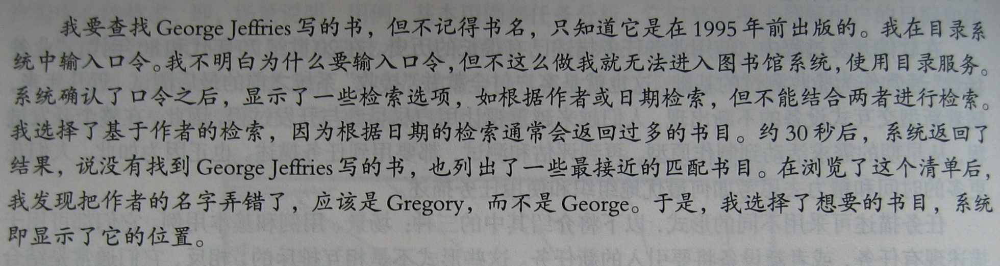 我要查找 George Jeffries 写的书，但不记得书名，只知道它是在 1995 年前出版的。我在目录系
统中输入口令。我不明白为什么要输入口令，但不这么做我就无法进入图书馆系统，使用目录服务。
系统确认了口令之后，显示了一些检索选项，如根据作者或日期检索，但不能结合两者进行检索。
我选择了基于作者的检索，因为根据日期的检索通常会返回过多的书目。约 30 秒后，系统返回了
结果，说没有找到 George Jeffries 写的书，也列出了一些最接近的匹配书目。在浏览了这个清单后，
我发现把作者的名字弄错了，应该是 Gregory，而不是 George。于是，我选择了想要的书目，系统
即显示了它的位置。